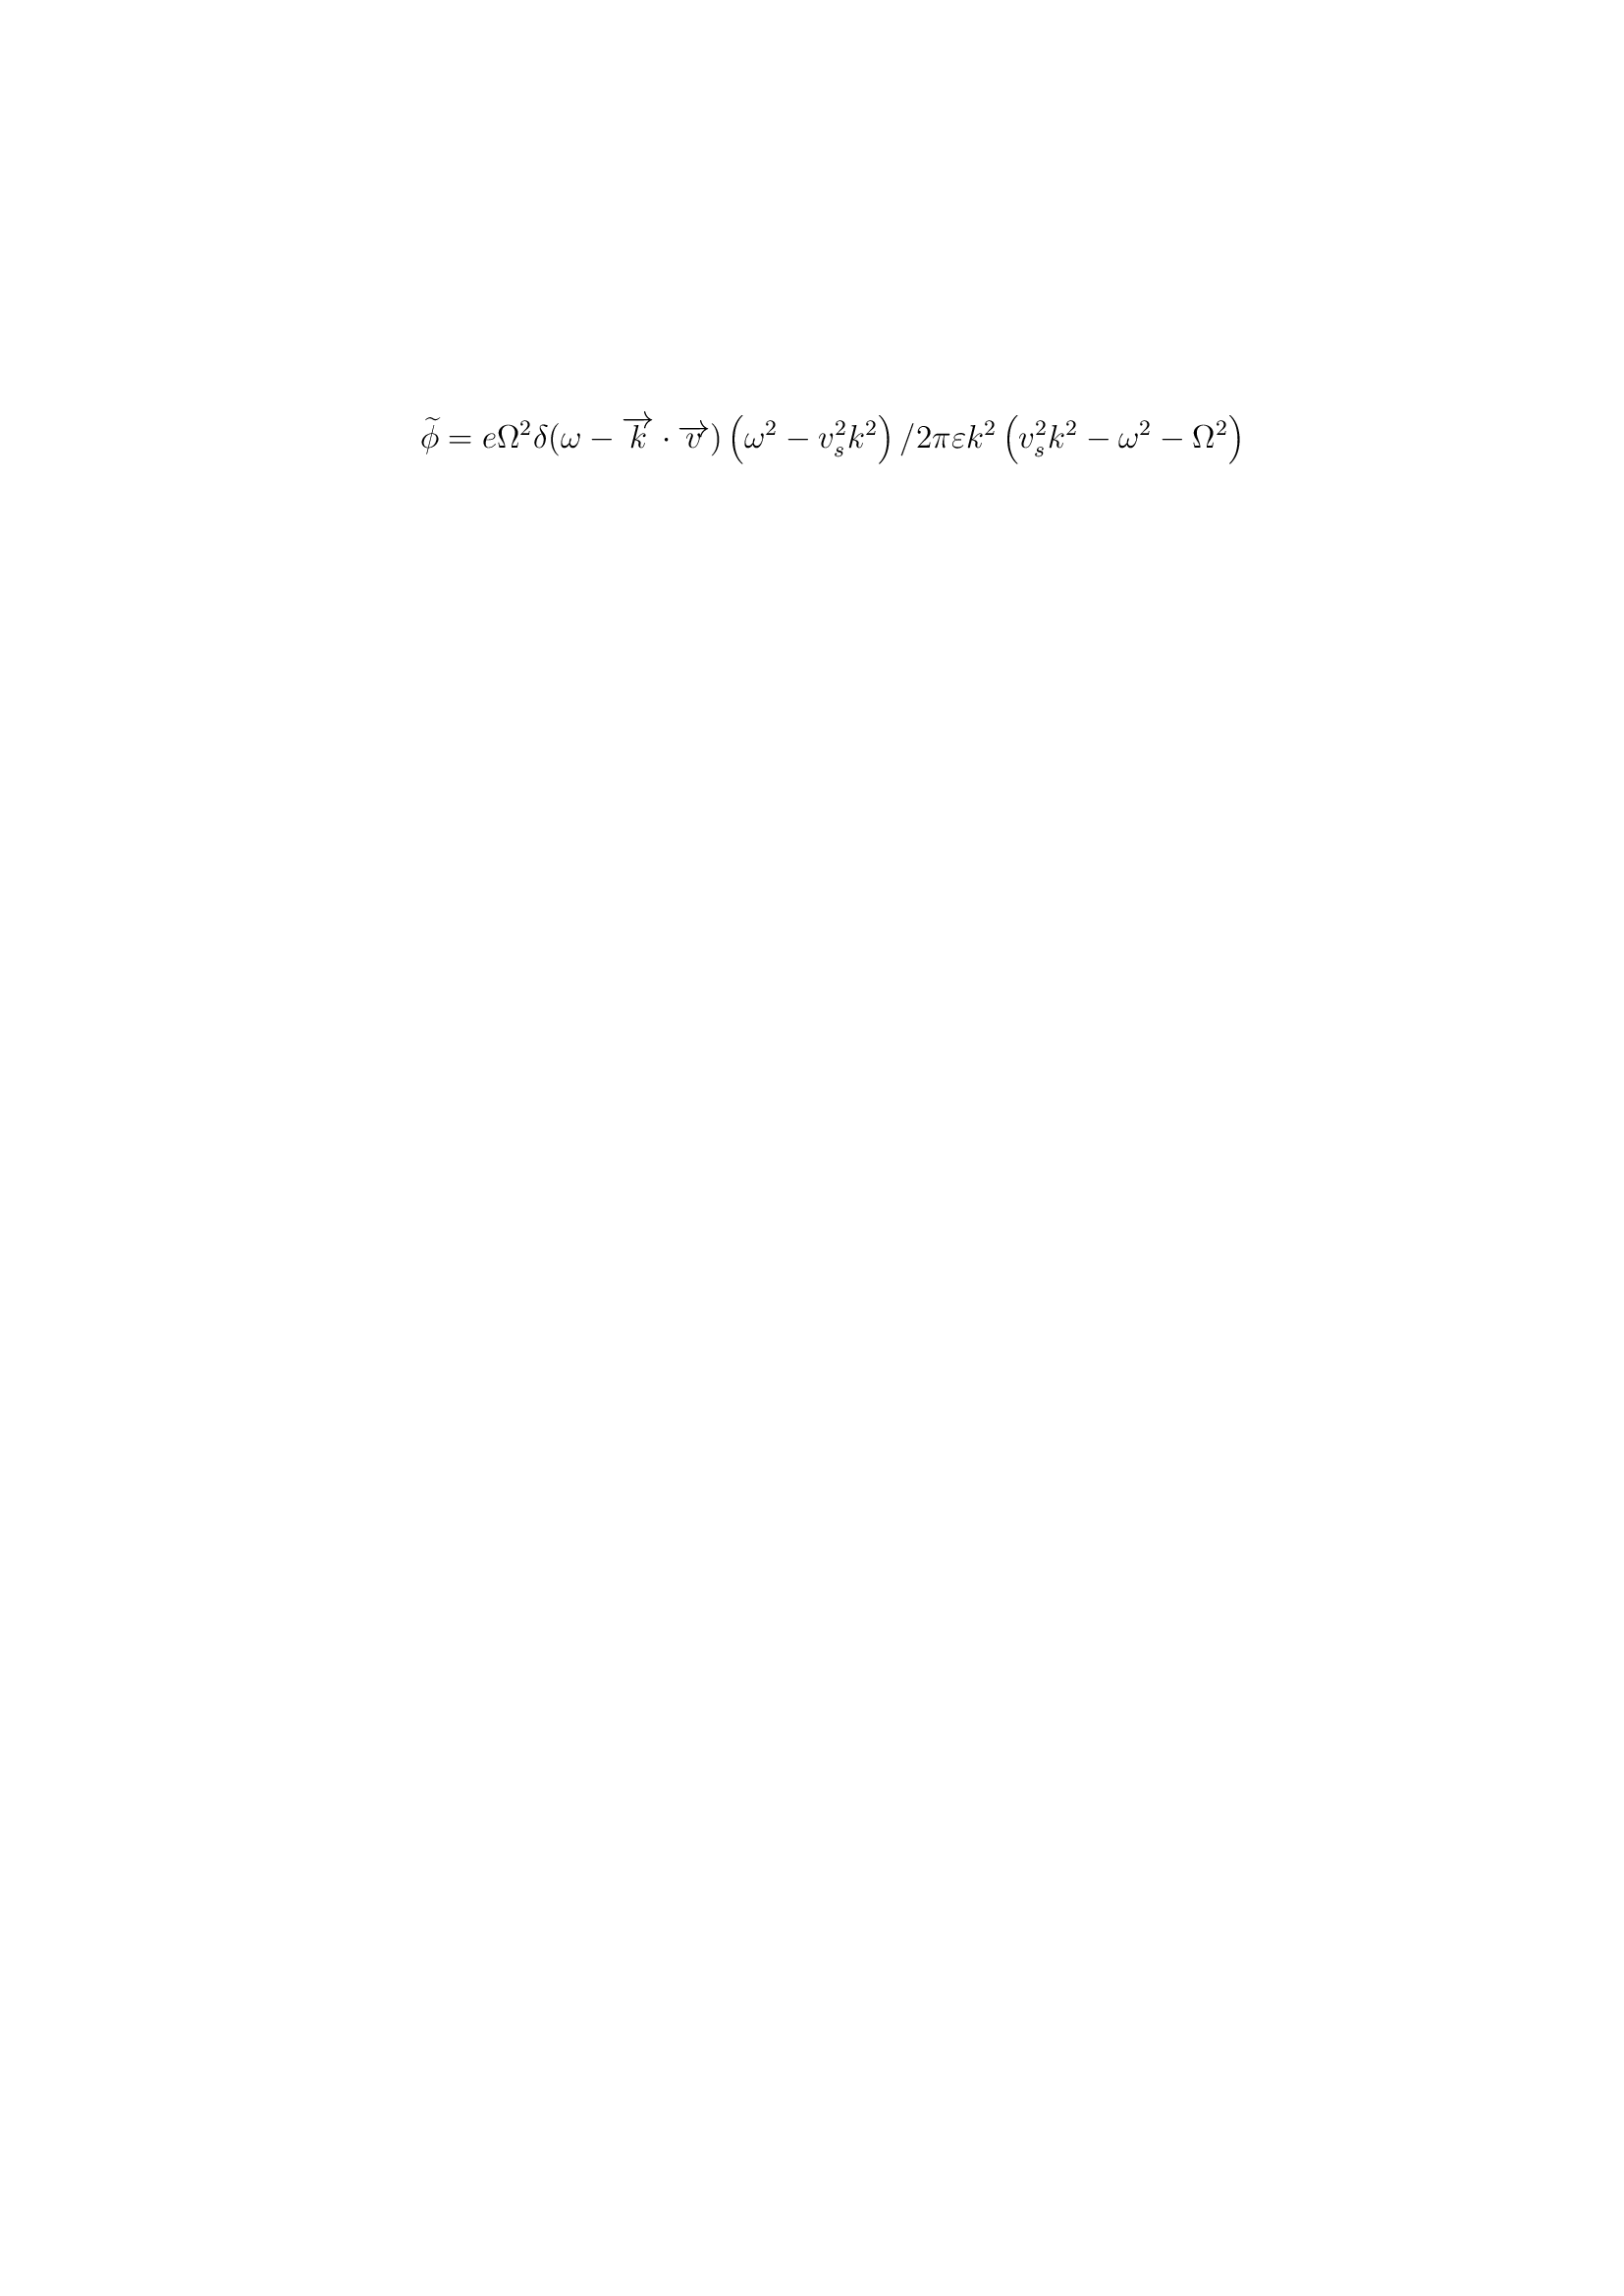 $\widetilde{\phi} = e\Omega^2\delta(\omega - \overrightarrow{k} \cdot \overrightarrow{v}) \left(\omega^2 - v_s^2 k^2\right) / 2\pi\varepsilon k^2 \left(v_s^2 k^2 - \omega^2 - \Omega^2\right)$